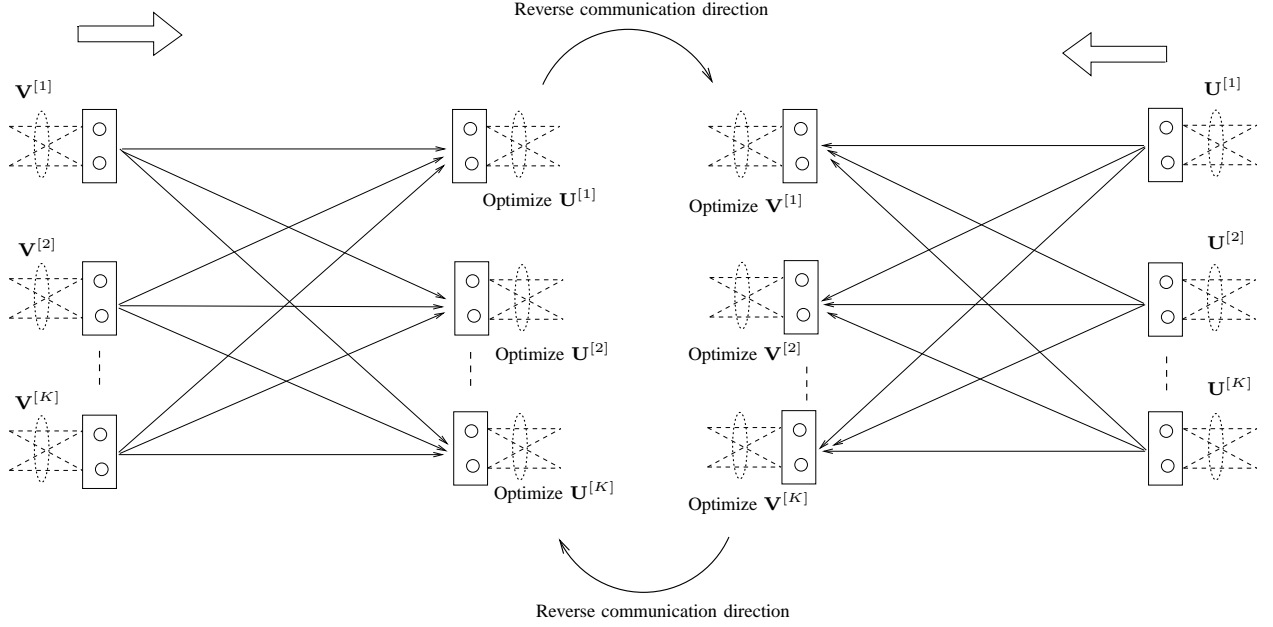 Reverse communication direction
V^{[1]}
U^{[1]}
Optimize U^{[1]}
Optimize V^{[1]}
V^{[2]}
U^{[2]}
Optimize U^{[2]}
Optimize V^{[2]}
V^{[K]}
U^{[K]}
Optimize U^{[K]}
Optimize V^{[K]}
Reverse communication direction